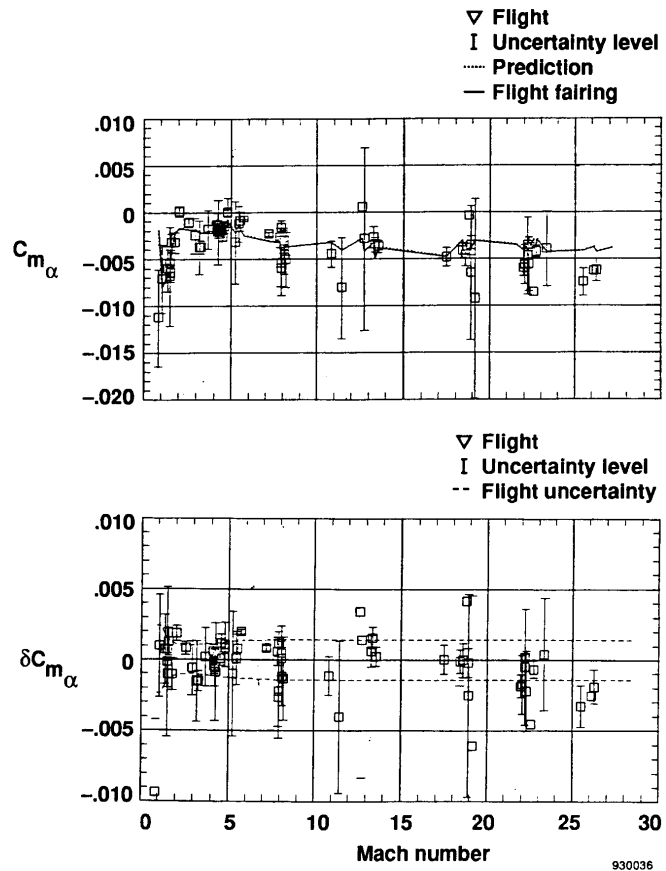 ▽ Flight
I Uncertainty level
······ Prediction
— Flight fairing
.010
.005
0
Cmα
–.005
–.010
–.015
–.020
▽ Flight
I Uncertainty level
--- Flight uncertainty
.010
.005
0
δCmα
–.005
–.010
0 5 10 15 20 25 30
Mach number
930036